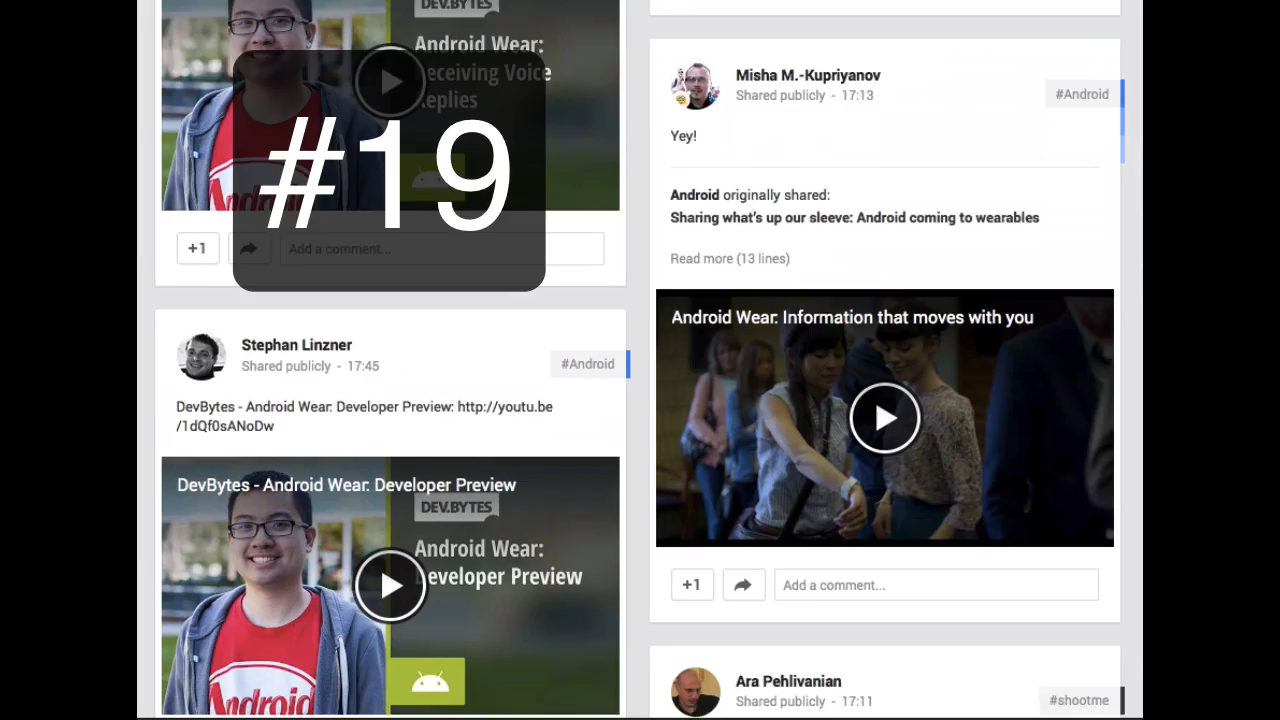 DEV.BYTES
Android Wear:
Receiving Voice
Replies
#19
+1
Add a comment...
Stephan Linzner
Shared publicly - 17:45
#Android
DevBytes - Android Wear: Developer Preview: http://youtu.be
/1dQf0sANoDw
DevBytes - Android Wear: Developer Preview
DEV.BYTES
Android Wear:
Developer Preview
Android
Misha M.-Kupriyanov
Shared publicly - 17:13
#Android
Yey!
Android originally shared:
Sharing what's up our sleeve: Android coming to wearables
Read more (13 lines)
Android Wear: Information that moves with you
+1
Add a comment...
Ara Pehlivanian
Shared publicly - 17:11
#shootme